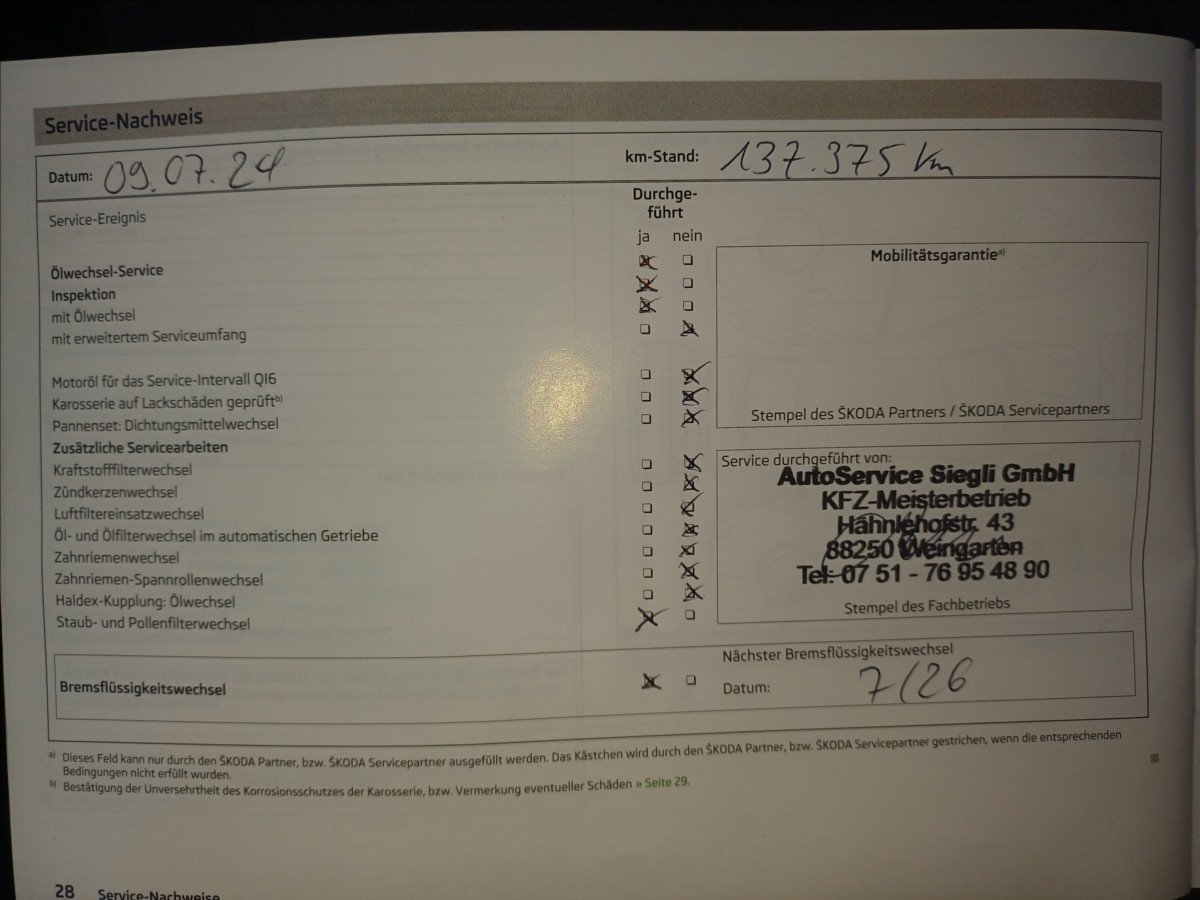 Service-Nachweis
Datum: 09.07.24
km-Stand: 137.375 km
Service-Ereignis
Durchge-
führt
ja nein
Ölwechsel-Service
Inspektion
mit Ölwechsel
mit erweitertem Serviceumfang
Motoröl für das Service-Intervall QI6
Karosserie auf Lackschäden geprüftb)
Pannenset: Dichtungsmittelwechsel
Zusätzliche Servicearbeiten
Kraftstofffilterwechsel
Zündkerzenwechsel
Luftfiltereinsatzwechsel
Öl- und Ölfilterwechsel im automatischen Getriebe
Zahnriemenwechsel
Zahnriemen-Spannrollenwechsel
Haldex-Kupplung: Ölwechsel
Staub- und Pollenfilterwechsel
Mobilitätsgarantiea)
Stempel des ŠKODA Partners / ŠKODA Servicepartners
Service durchgeführt von:
AutoService Siegli GmbH
KFZ-Meisterbetrieb
Hähnlehofstr. 43
88250 Weingarten
Tel. 07 51 - 76 95 48 90
Stempel des Fachbetriebs
Bremsflüssigkeitswechsel
Nächster Bremsflüssigkeitswechsel
Datum: 7/26
a) Dieses Feld kann nur durch den ŠKODA Partner, bzw. ŠKODA Servicepartner ausgefüllt werden. Das Kästchen wird durch den ŠKODA Partner, bzw. ŠKODA Servicepartner gestrichen, wenn die entsprechenden
Bedingungen nicht erfüllt wurden.
b) Bestätigung der Unversehrtheit des Korrosionsschutzes der Karosserie, bzw. Vermerkung eventueller Schäden » Seite 29.
28 Service-Nachweise